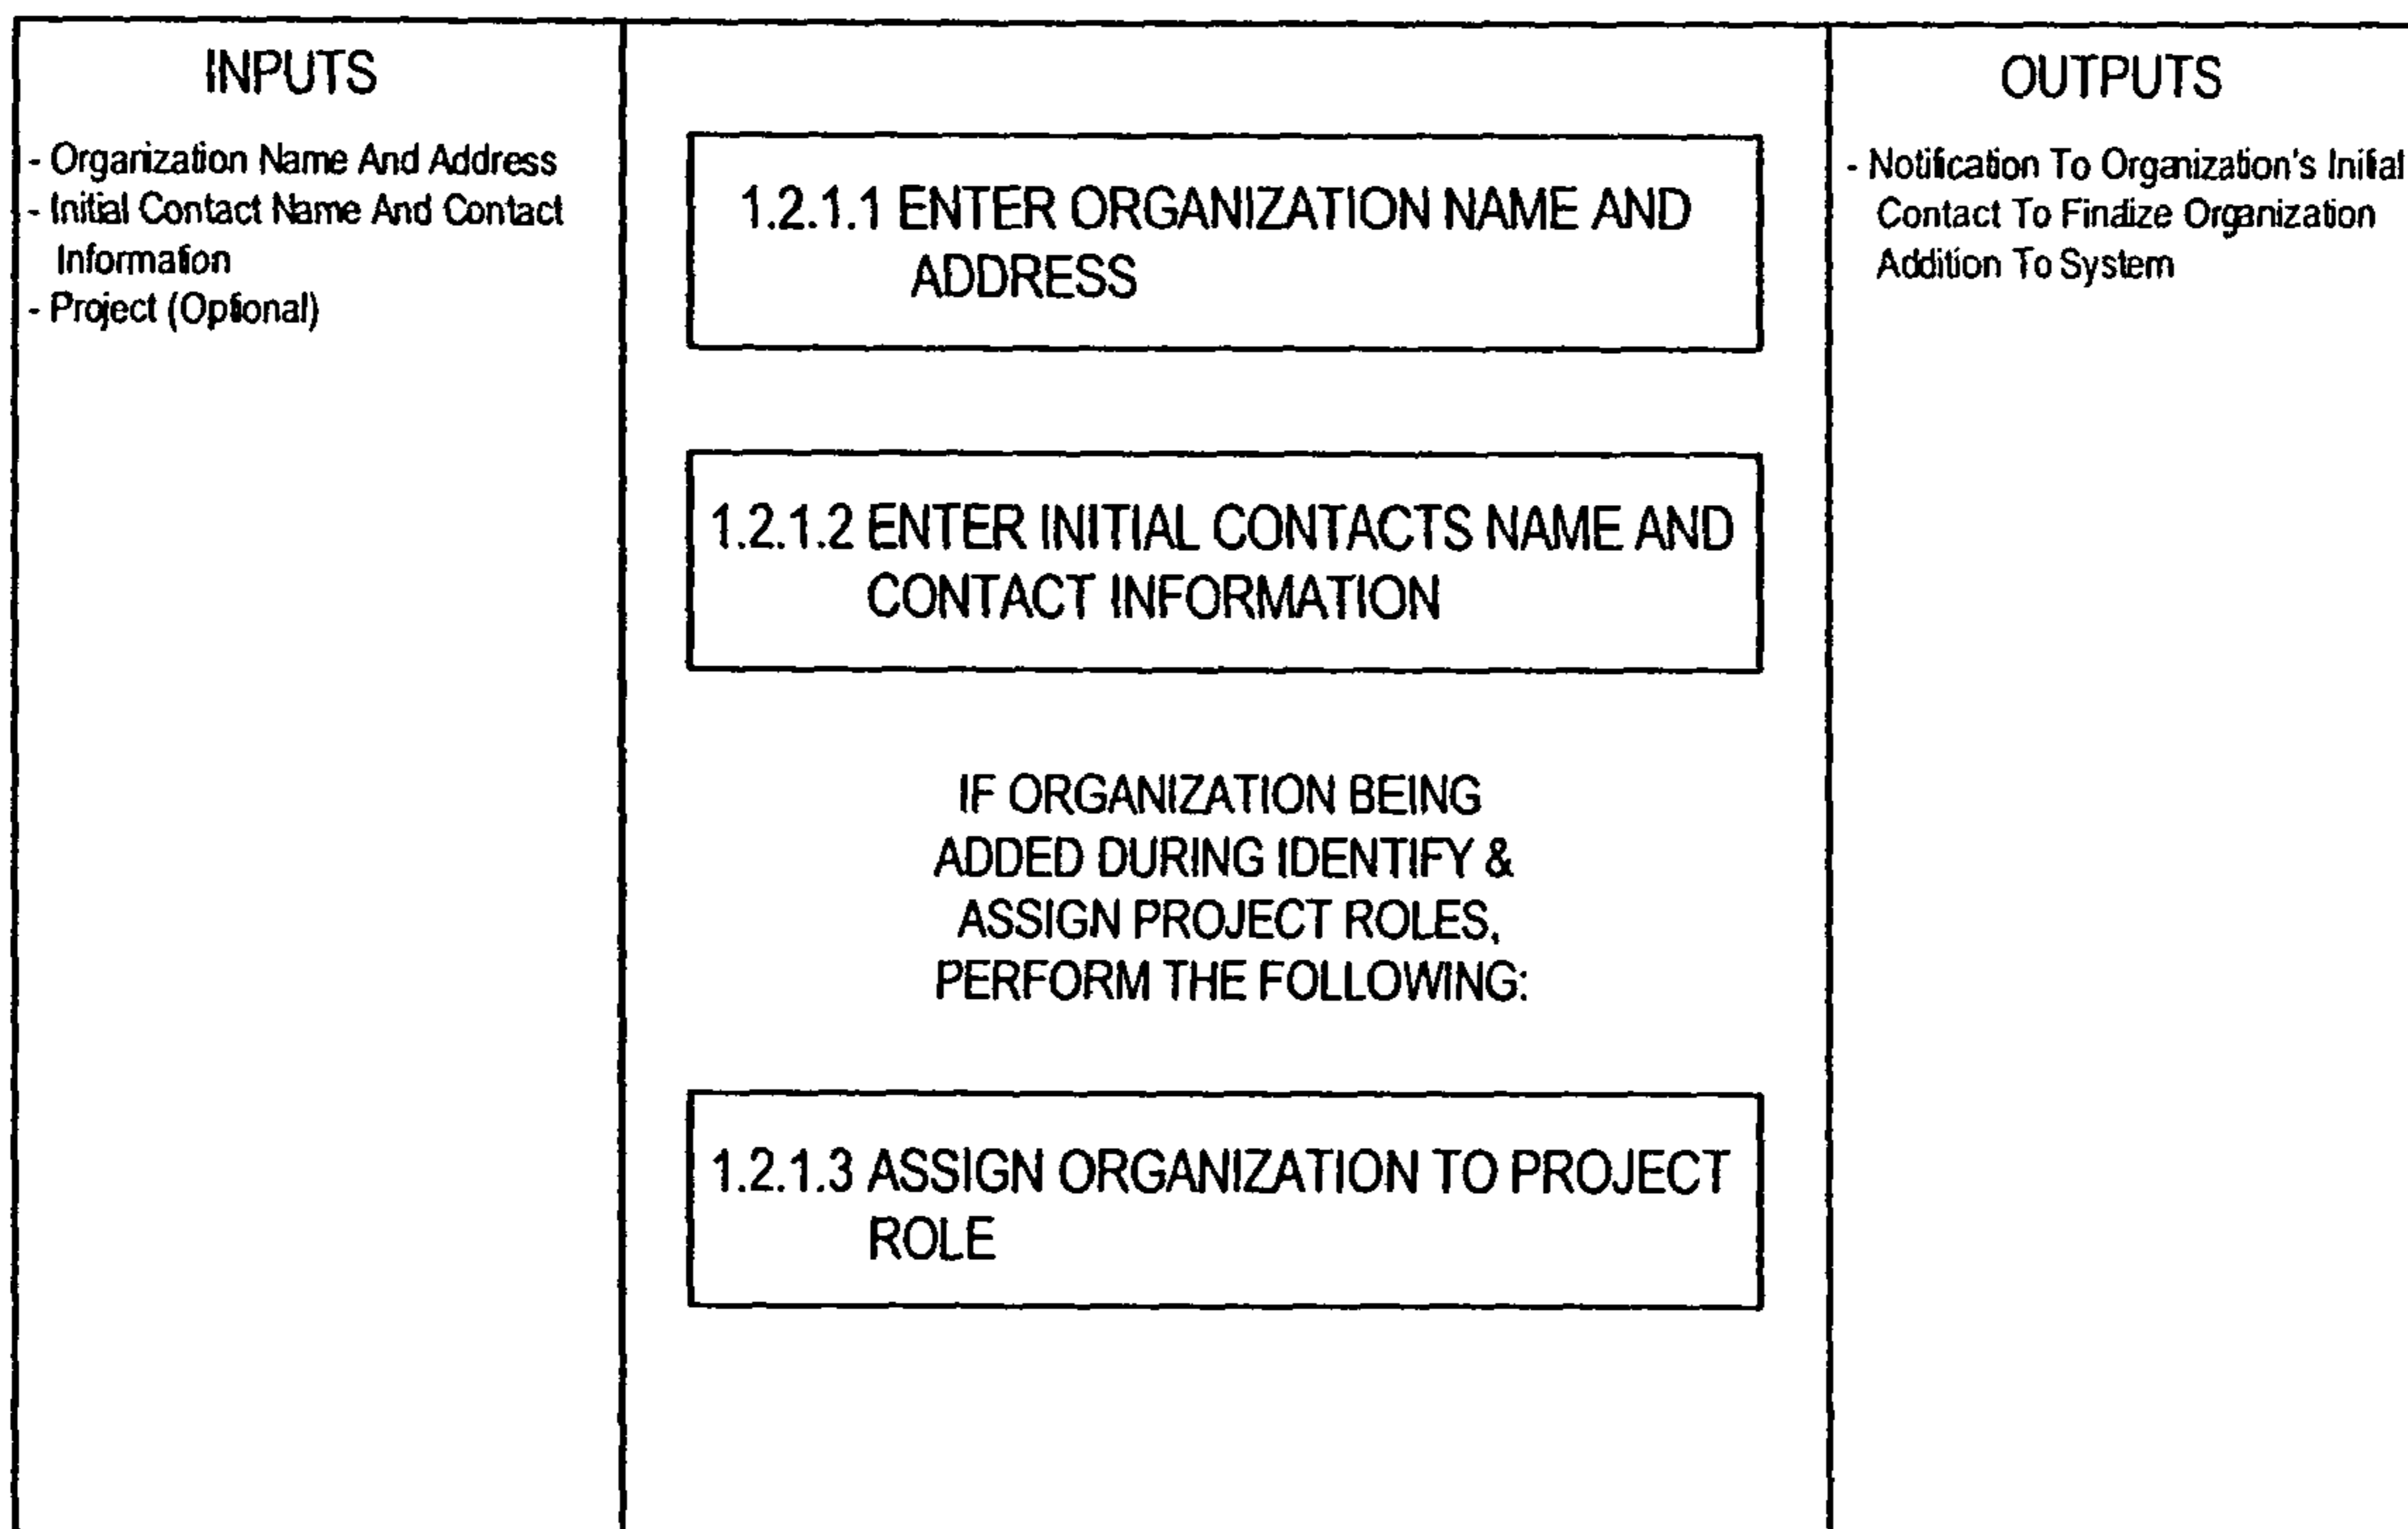 INPUTS
- Organization Name And Address
- Initial Contact Name And Contact
Information
- Project (Optional)
1.2.1.1 ENTER ORGANIZATION NAME AND
ADDRESS
1.2.1.2 ENTER INITIAL CONTACTS NAME AND
CONTACT INFORMATION
IF ORGANIZATION BEING
ADDED DURING IDENTIFY &
ASSIGN PROJECT ROLES,
PERFORM THE FOLLOWING:
1.2.1.3 ASSIGN ORGANIZATION TO PROJECT
ROLE
OUTPUTS
- Notification To Organization's Initial
Contact To Finalize Organization
Addition To System